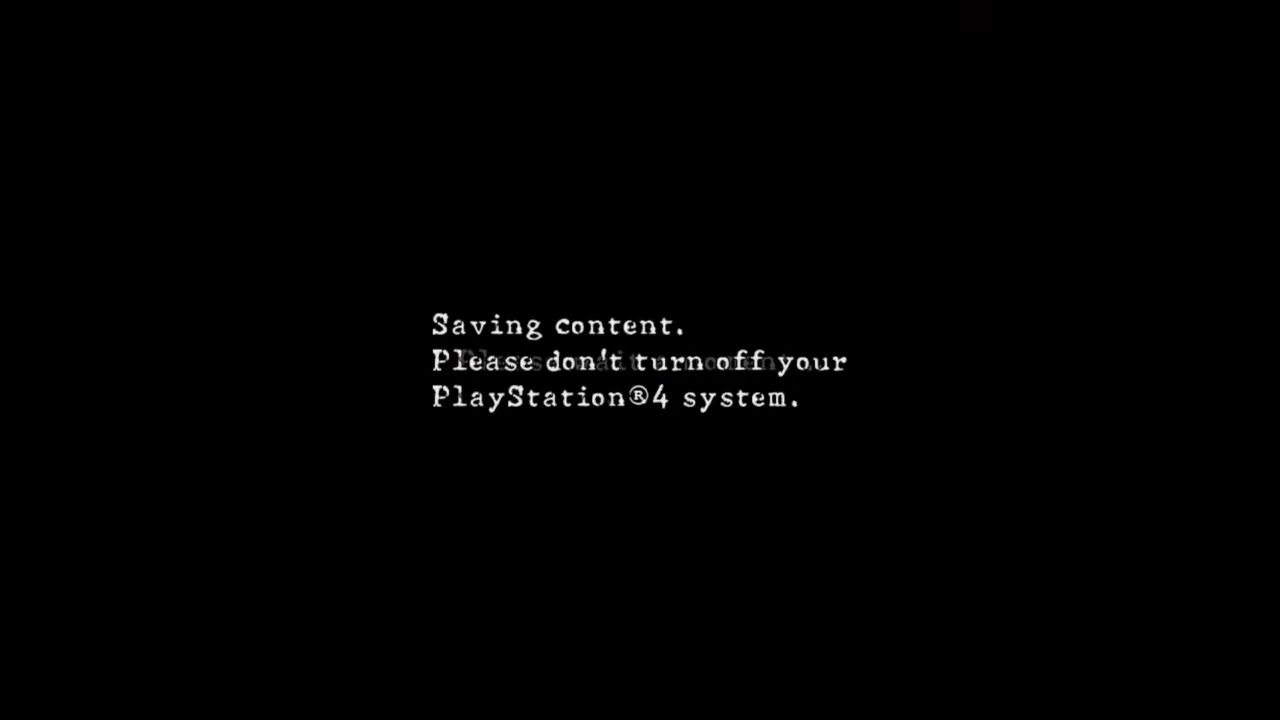 Saving content.
Please don't turn off your
PlayStation®4 system.